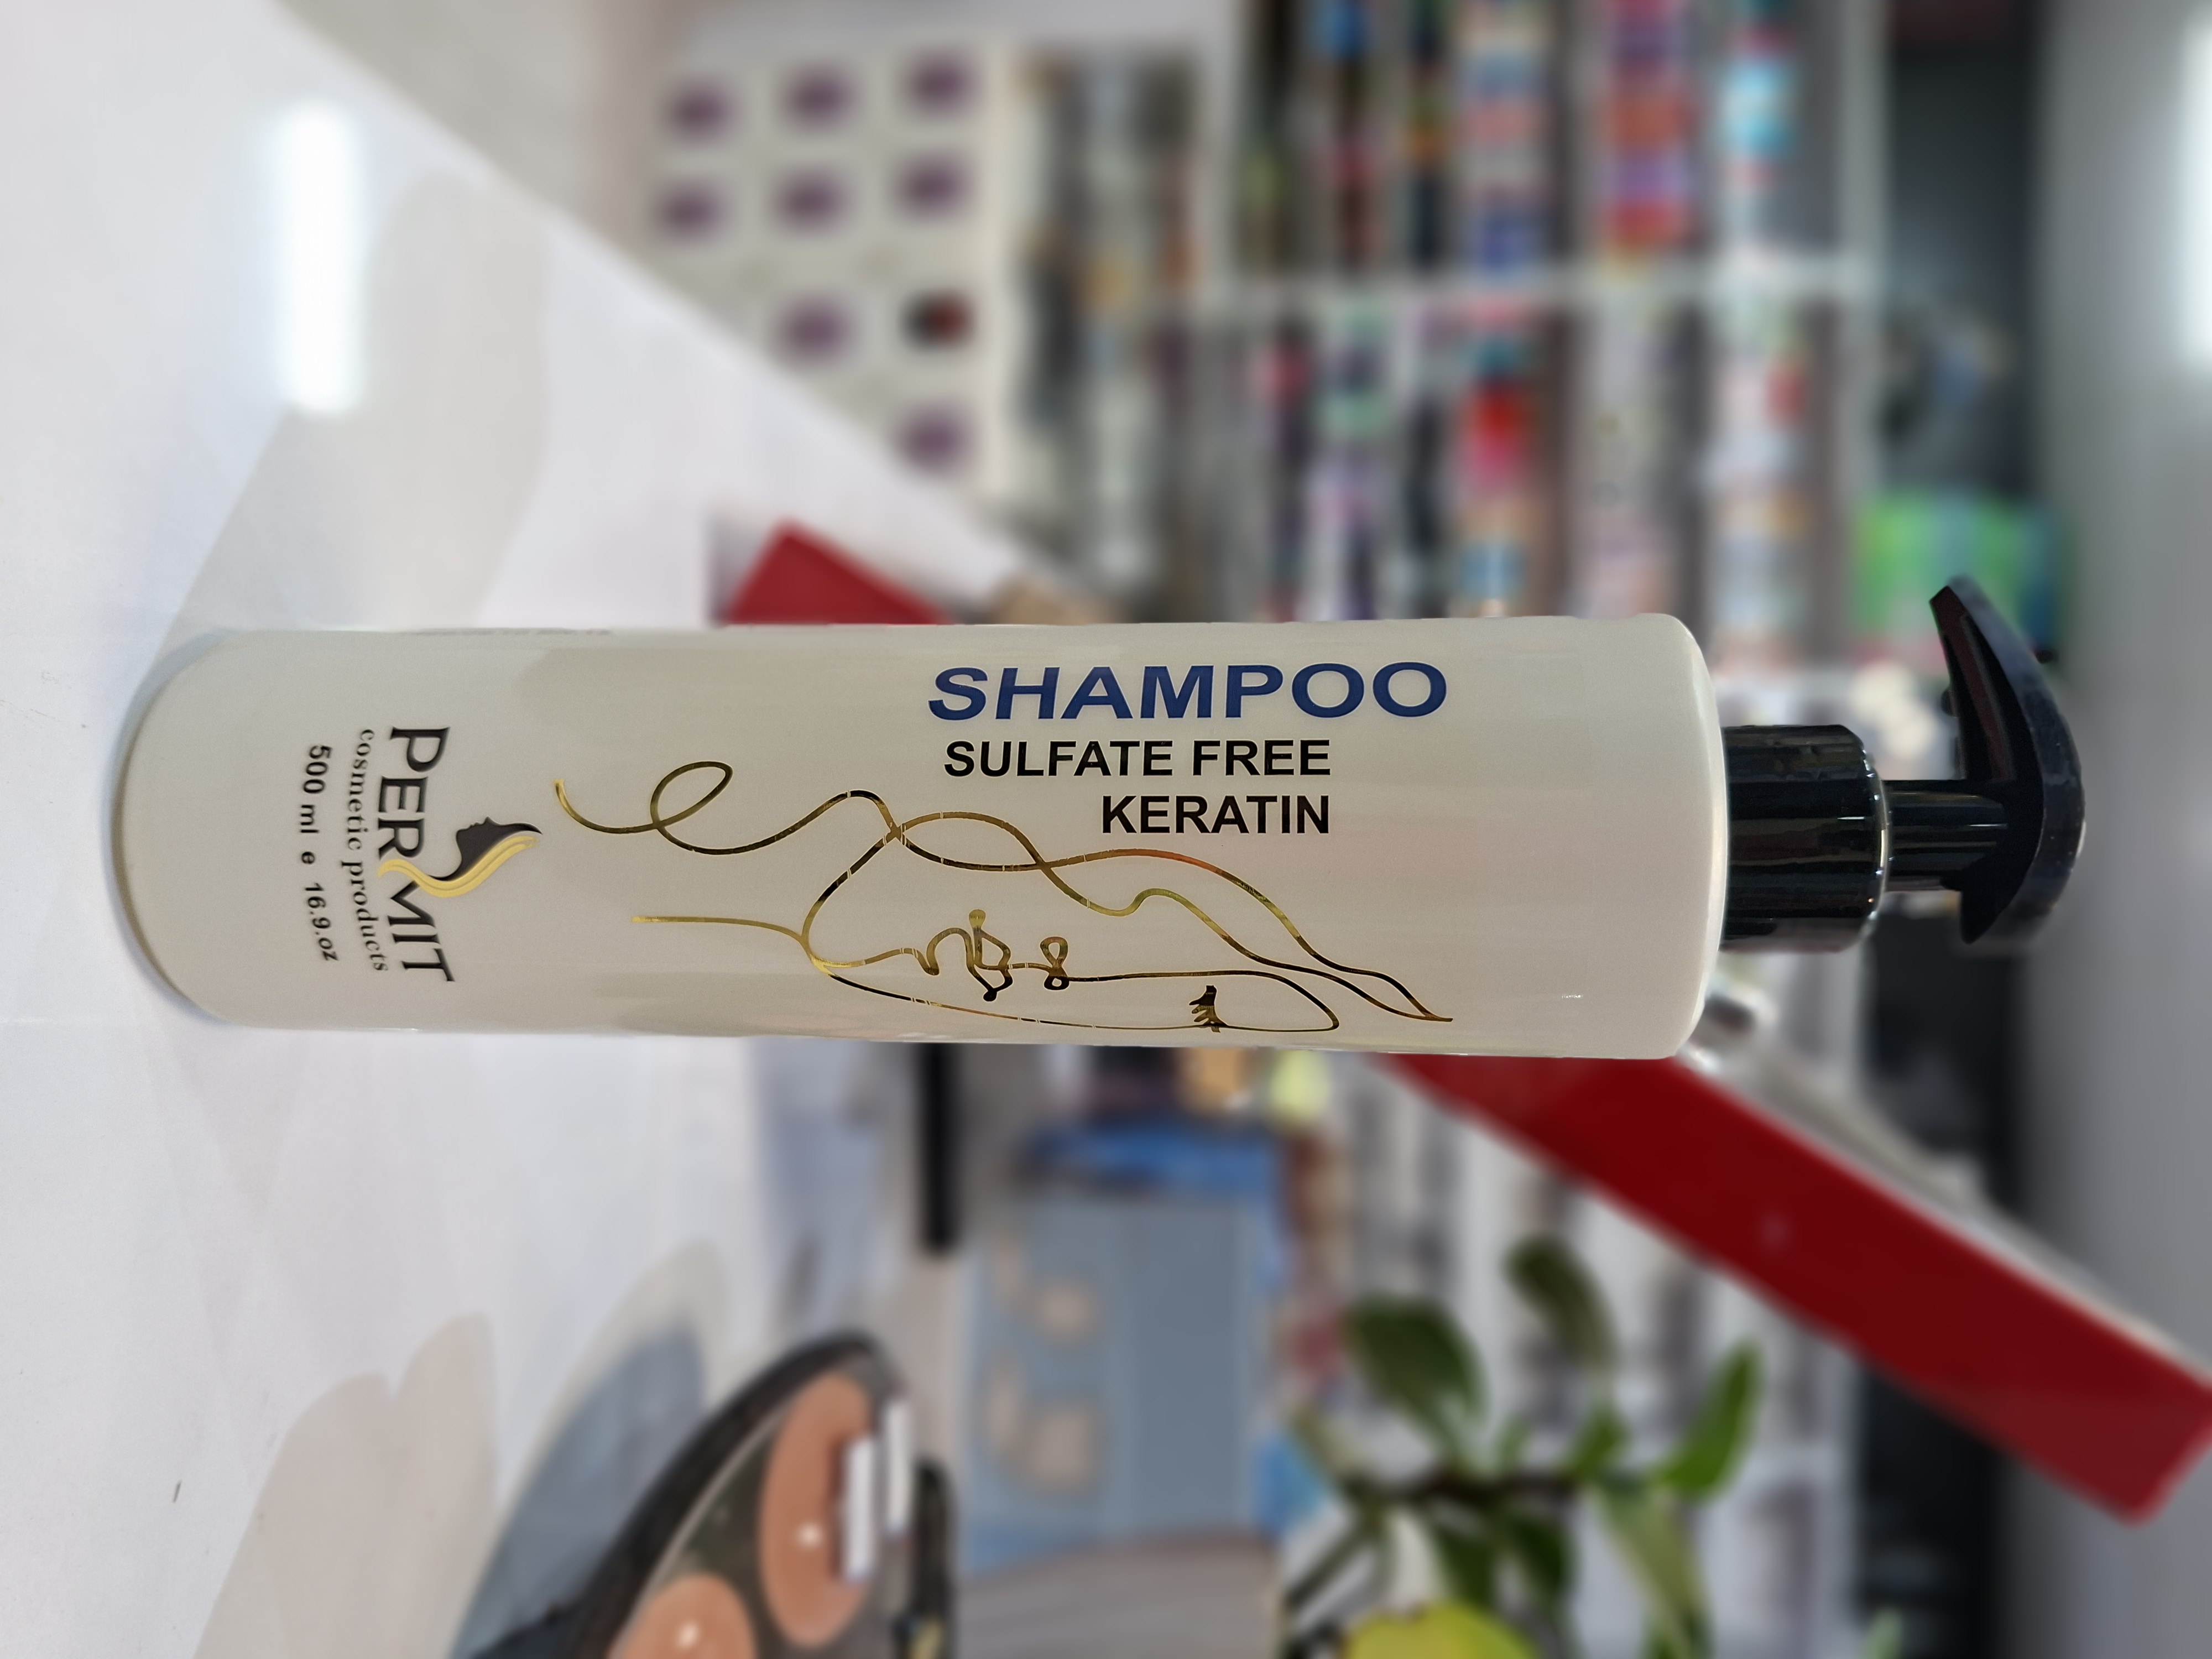 SHAMPOO
SULFATE FREE
KERATIN
PERMIT
cosmetic products
500 ml e 16.9.oz